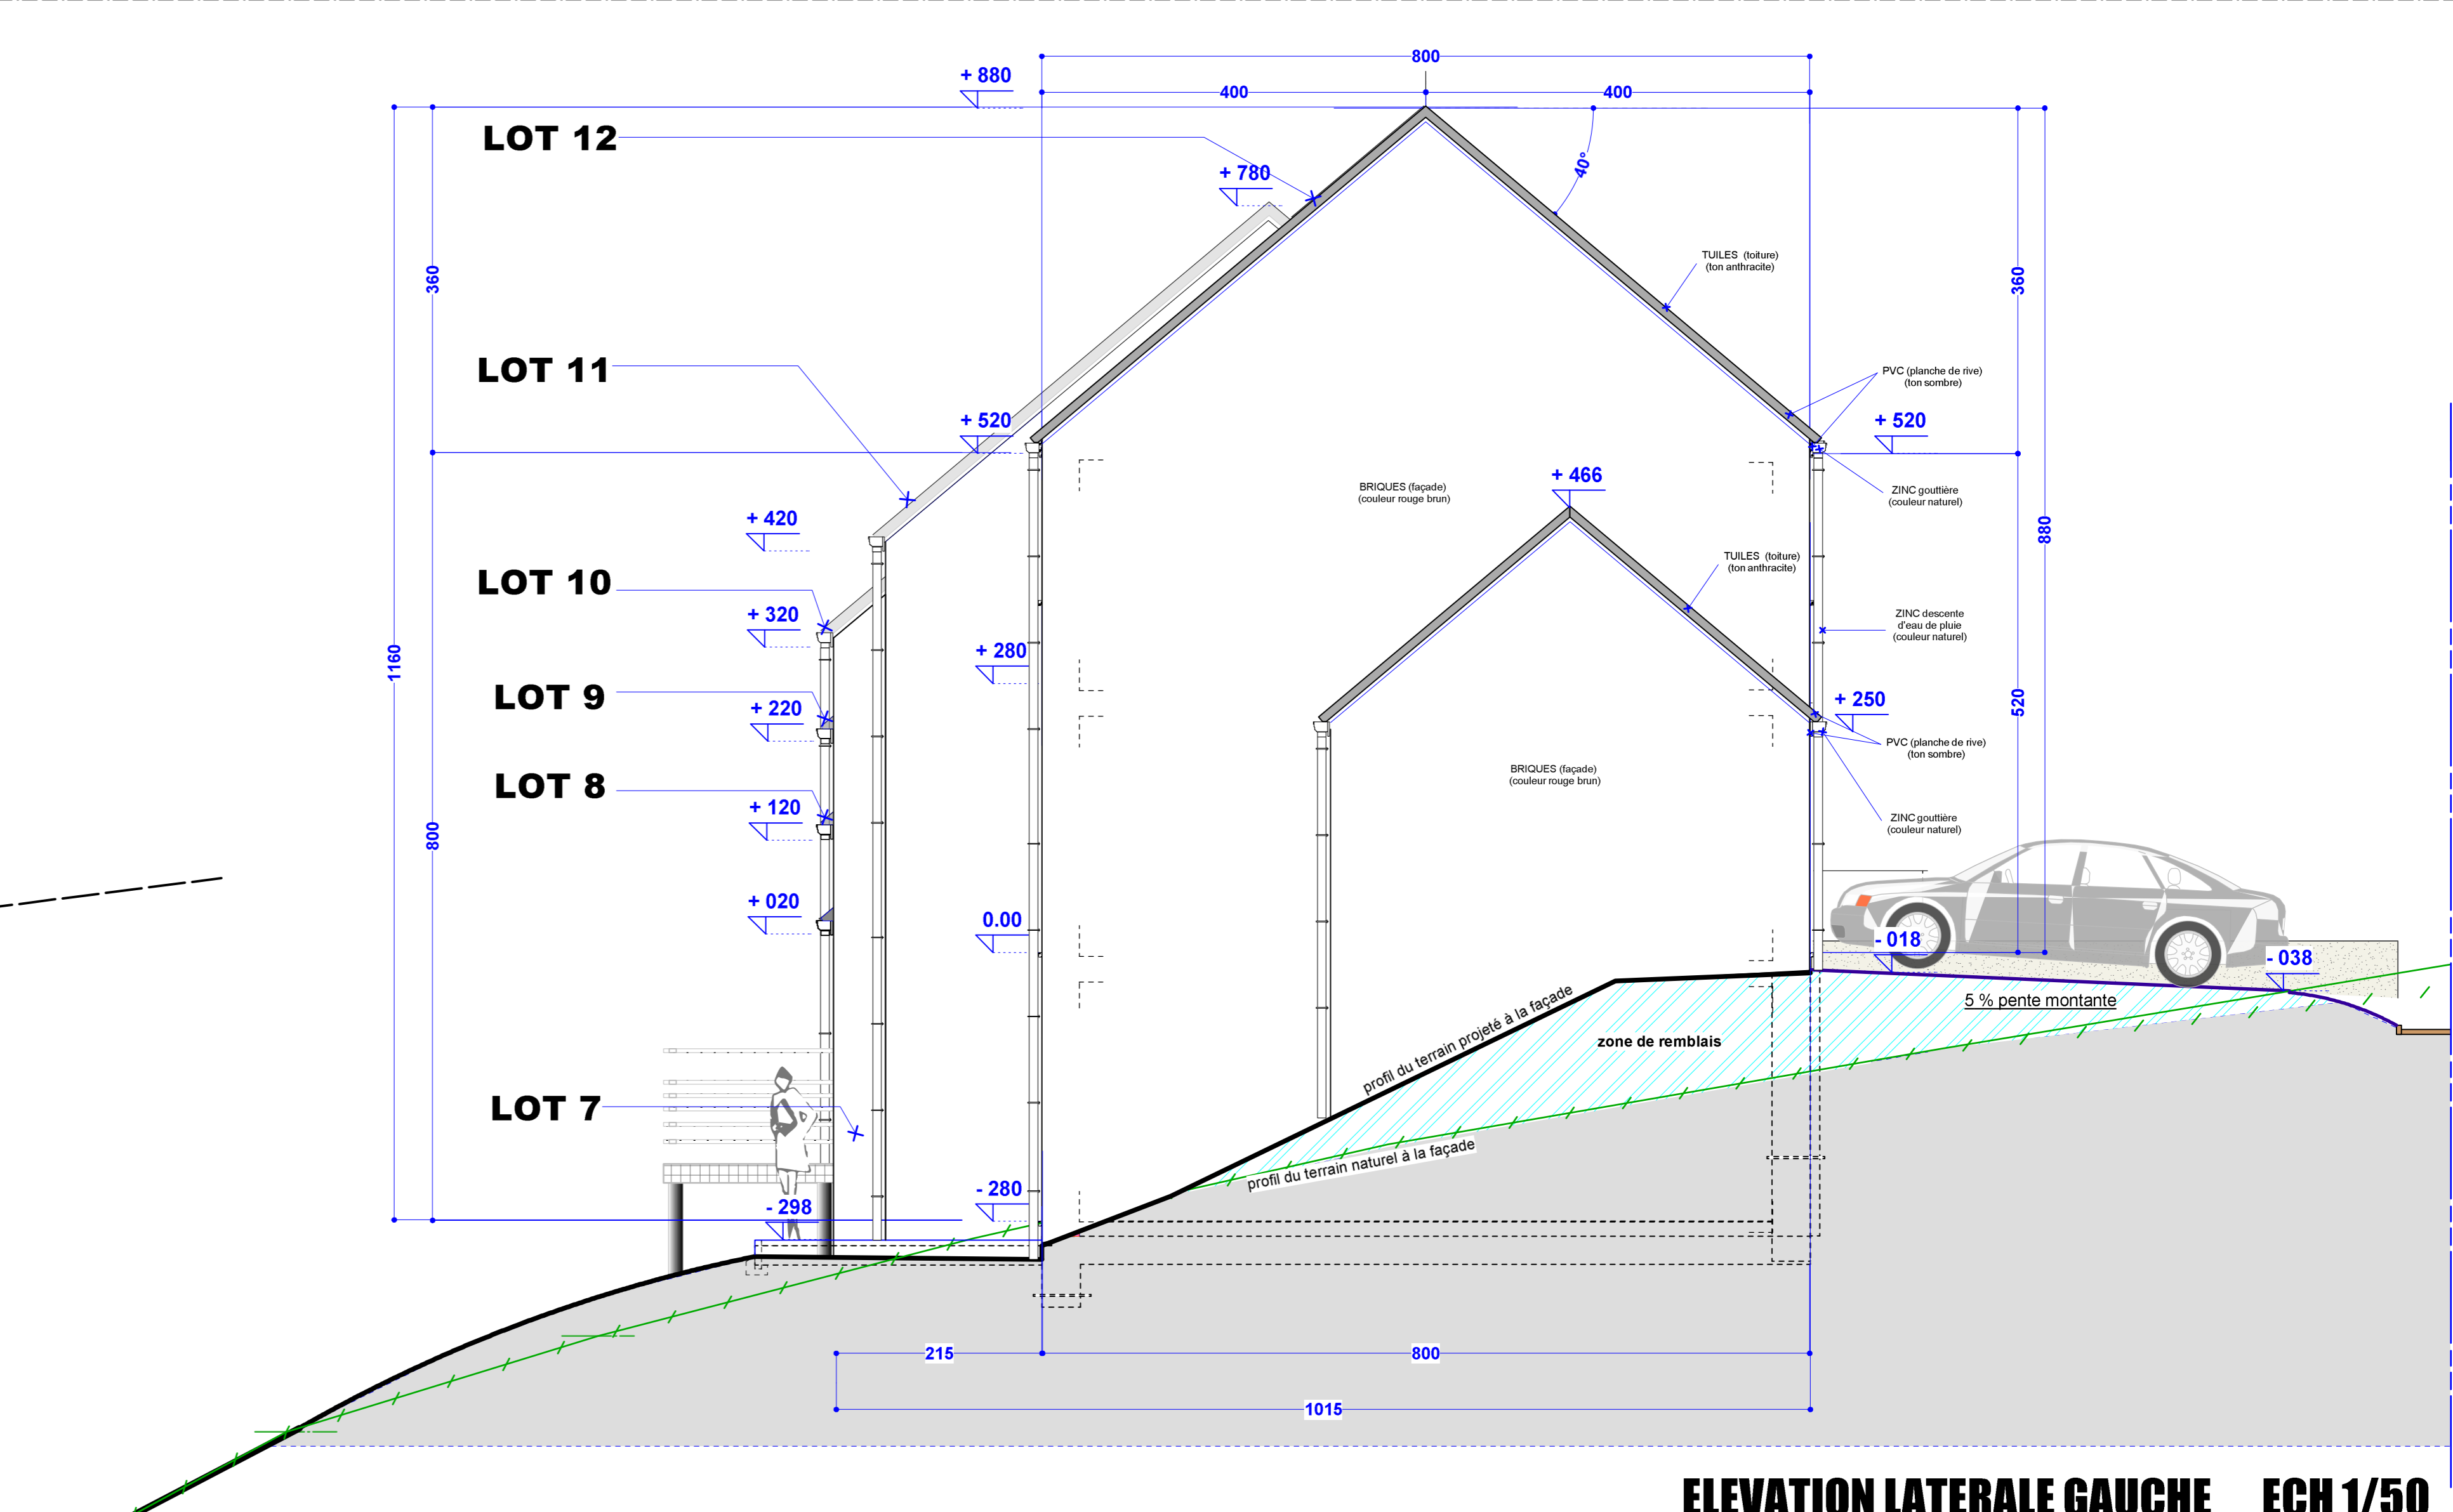 800
+ 880
400
400
LOT 12
40°
+ 780
TUILES (toiture)
(ton anthracite)
360
360
LOT 11
PVC (planche de rive)
(ton sombre)
+ 520
+ 520
+ 466
BRIQUES (façade)
(couleur rouge brun)
ZINC gouttière
(couleur naturel)
+ 420
880
TUILES (toiture)
(ton anthracite)
LOT 10
+ 320
ZINC descente
d'eau de pluie
(couleur naturel)
1160
+ 280
LOT 9
+ 220
+ 250
520
PVC (planche de rive)
(ton sombre)
BRIQUES (façade)
(couleur rouge brun)
LOT 8
+ 120
ZINC gouttière
(couleur naturel)
800
+ 020
0.00
- 018
- 038
5 % pente montante
profil du terrain projeté à la façade
zone de remblais
LOT 7
profil du terrain naturel à la façade
- 280
- 298
215
800
1015
ELEVATION LATERALE GAUCHE ECH 1/50